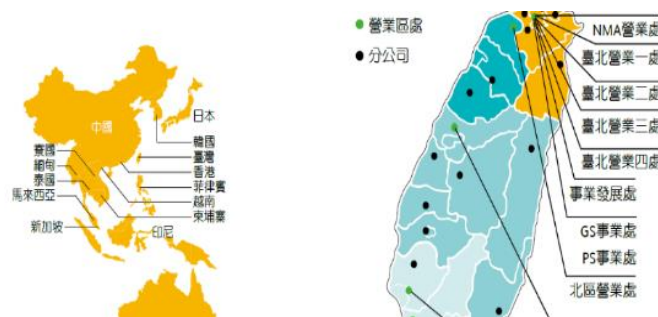 中國
日本
韓國
臺灣
香港
菲律賓
越南
柬埔寨
寮國
緬甸
泰國
馬來西亞
新加坡
印尼
營業區處
分公司
NMA營業處
臺北營業一處
臺北營業二處
臺北營業三處
臺北營業四處
事業發展處
GS事業處
PS事業處
北區營業處